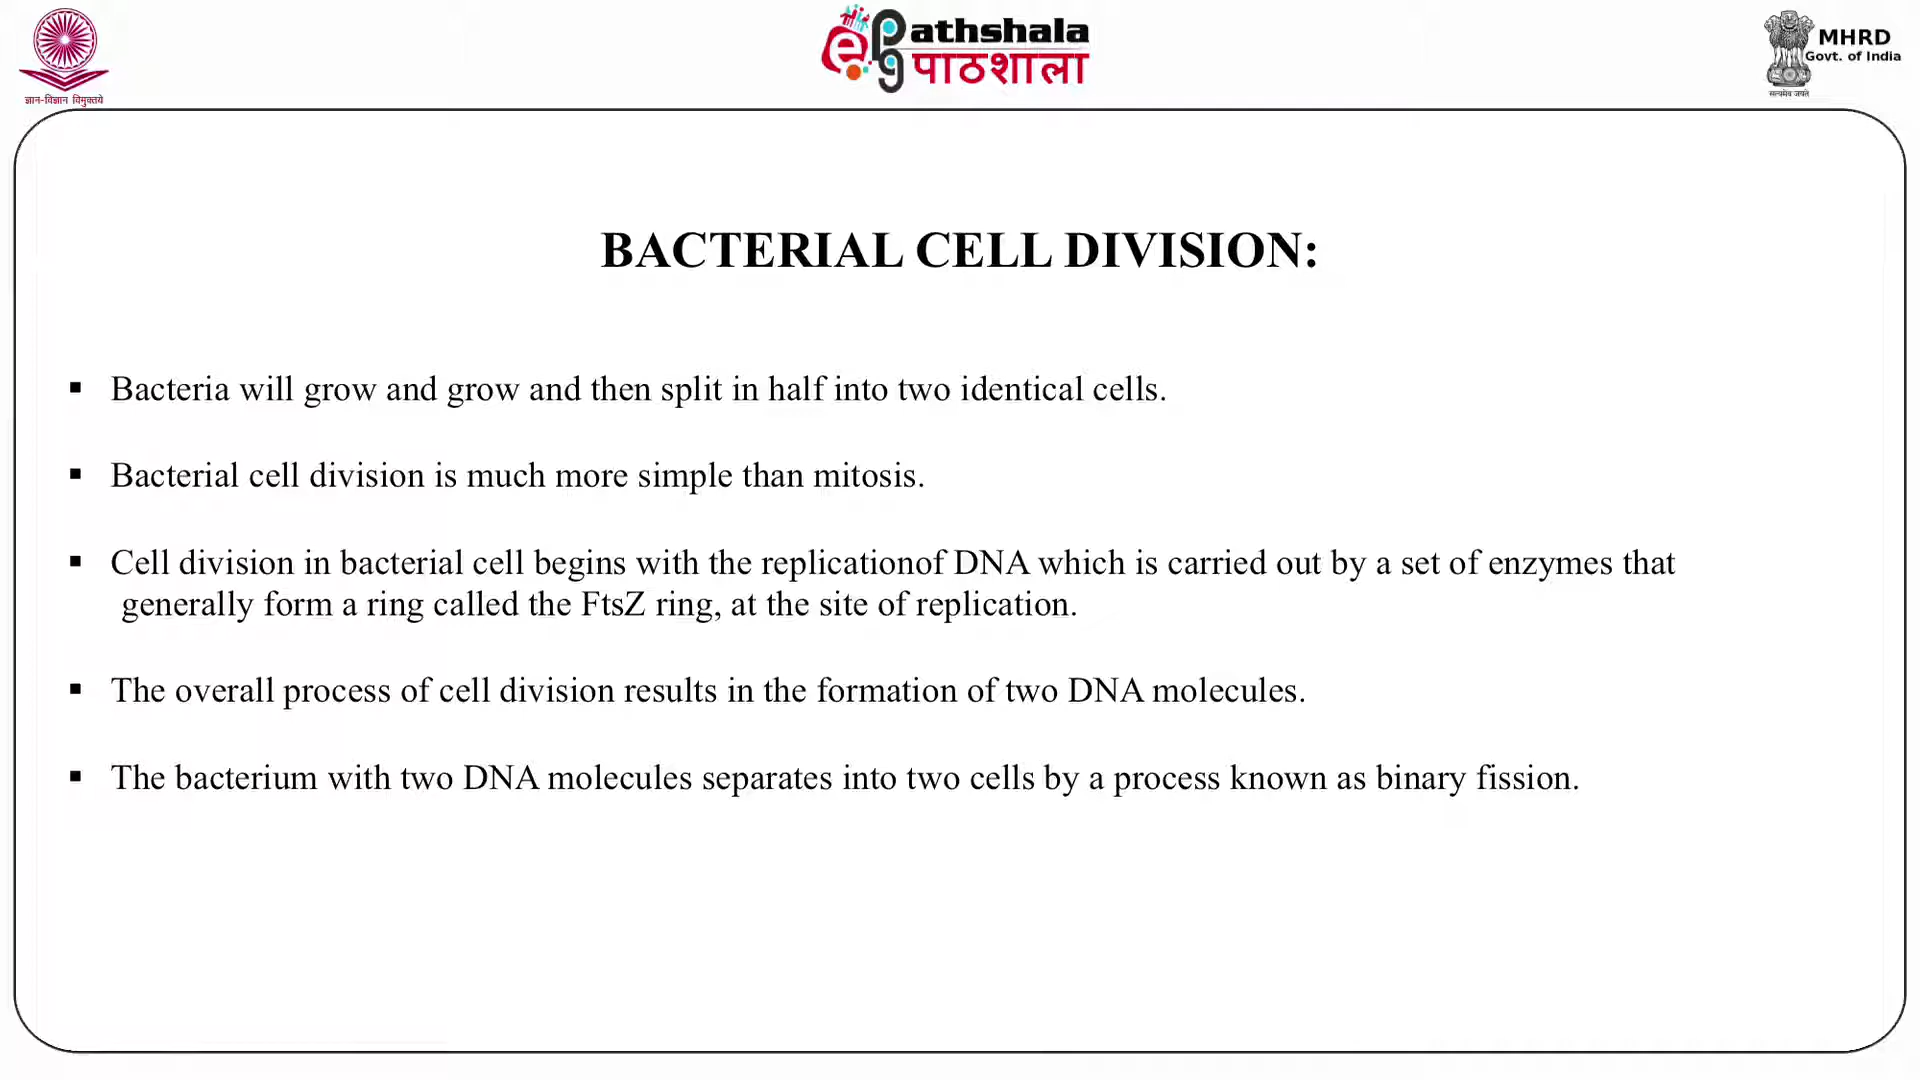 ज्ञान-विज्ञान विमुक्तये
ePG athshala
पाठशाला
MHRD
Govt. of India
सत्यमेव जयते
BACTERIAL CELL DIVISION:
▪ Bacteria will grow and grow and then split in half into two identical cells.
▪ Bacterial cell division is much more simple than mitosis.
▪ Cell division in bacterial cell begins with the replicationof DNA which is carried out by a set of enzymes that
generally form a ring called the FtsZ ring, at the site of replication.
▪ The overall process of cell division results in the formation of two DNA molecules.
▪ The bacterium with two DNA molecules separates into two cells by a process known as binary fission.